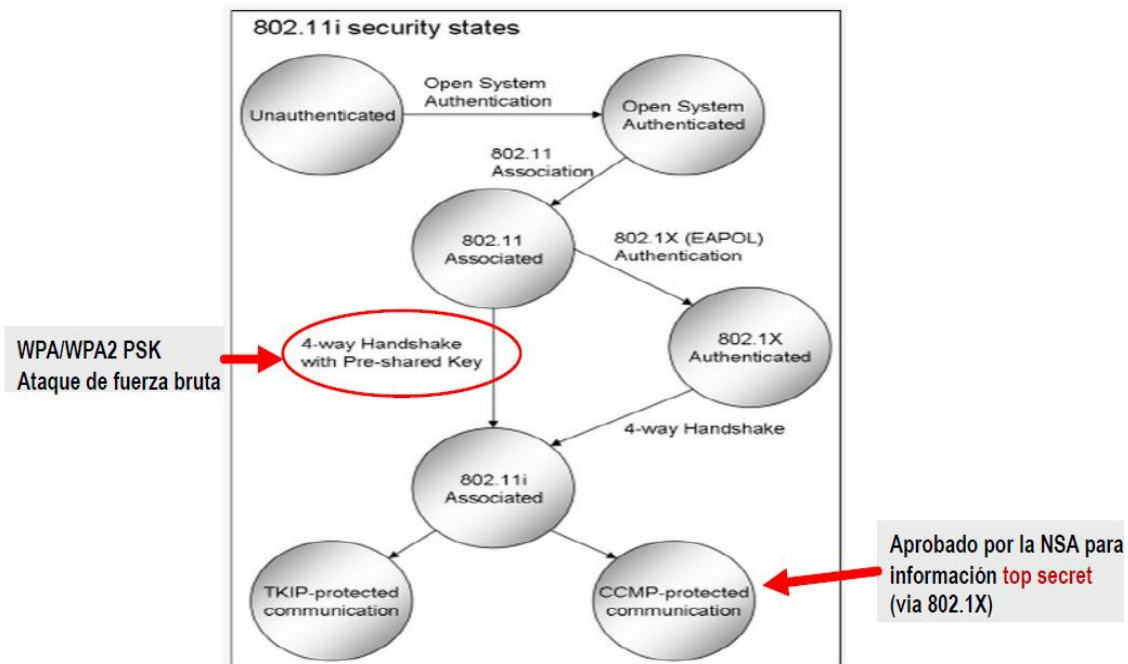 802.11i security states
Open System
Authentication
Unauthenticated
Open System
Authenticated
802.11
Association
802.11
Associated
802.1X (EAPOL)
Authentication
WPA/WPA2 PSK
Ataque de fuerza bruta
4-way Handshake
with Pre-shared Key
802.1X
Authenticated
4-way Handshake
802.11i
Associated
TKIP-protected
communication
CCMP-protected
communication
Aprobado por la NSA para
información top secret
(via 802.1X)